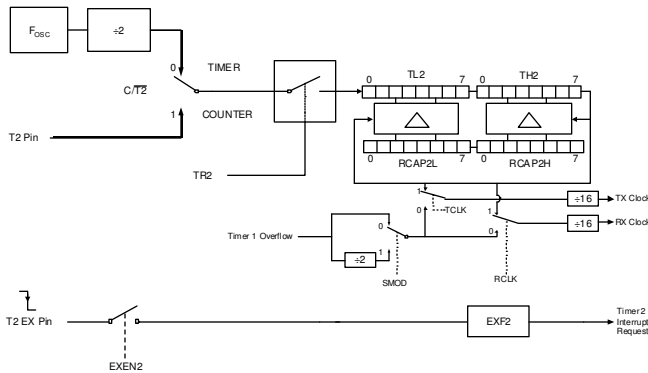 FOSC
÷2
0
TIMER
C/T2
1
COUNTER
T2 Pin
TR2
0
TL2
7
0
TH2
7
0
7
0
7
RCAP2L
RCAP2H
1
TCLK
0
÷16
TX Clock
1
0
÷16
RX Clock
Timer 1 Overflow
0
1
÷2
SMOD
RCLK
T2 EX Pin
EXEN2
EXF2
Timer 2
Interrupt
Request